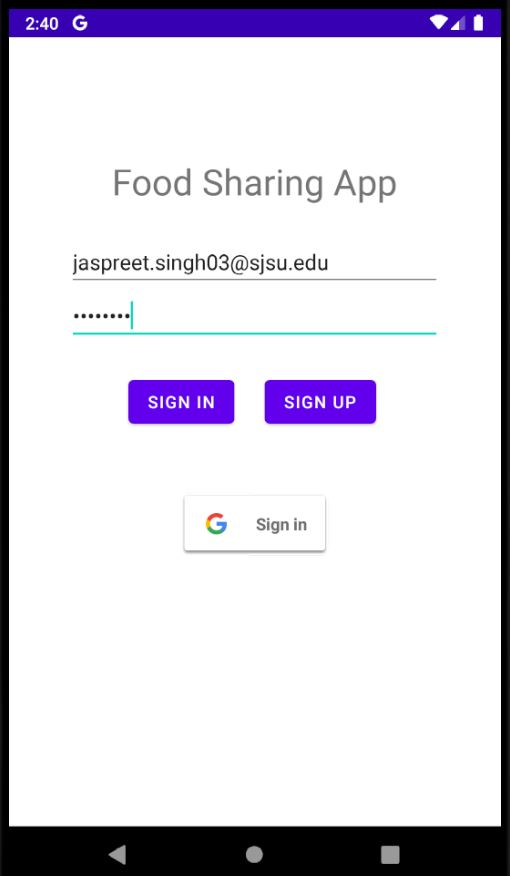 2:40 G
Food Sharing App
jaspreet.singh03@sjsu.edu
••••••••
SIGN IN SIGN UP
G Sign in